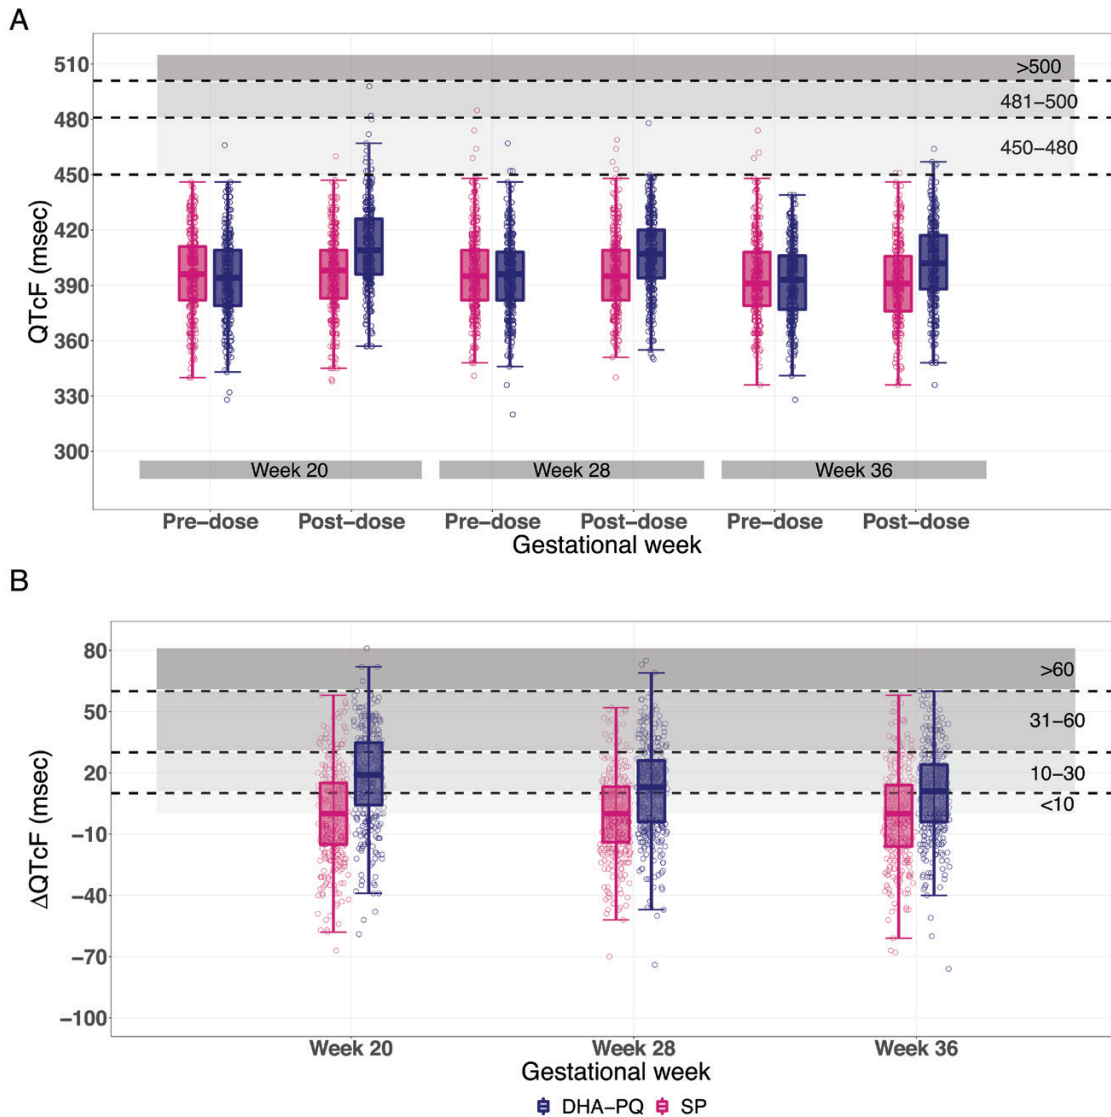 A
QTcF (msec)
510
480
450
420
390
360
330
300
>500
481–500
450–480
Week 20 Week 28 Week 36
Pre–dose Post–dose Pre–dose Post–dose Pre–dose Post–dose
Gestational week
B
ΔQTcF (msec)
80
50
20
−10
−40
−70
−100
>60
31–60
10–30
<10
Week 20 Week 28 Week 36
Gestational week
DHA–PQ SP